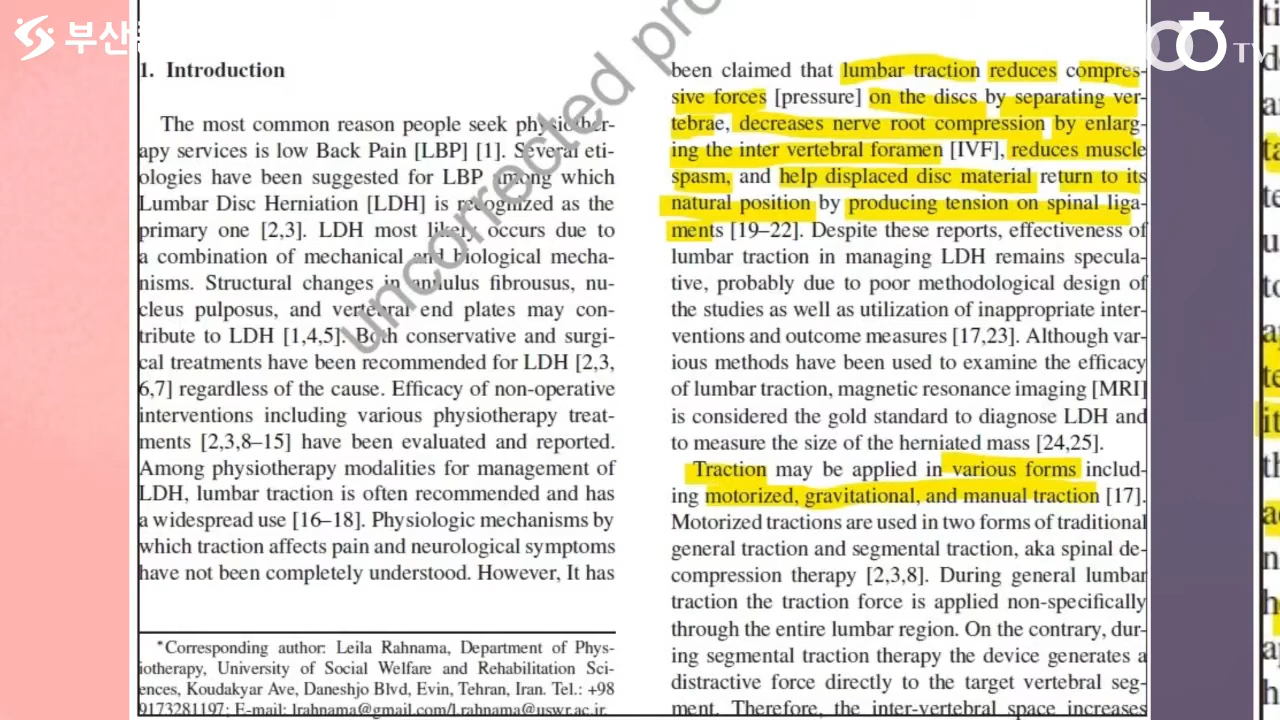 부산
TV
uncorrected pro
1. Introduction
The most common reason people seek physiother-
apy services is low Back Pain [LBP] [1]. Several eti-
ologies have been suggested for LBP among which
Lumbar Disc Herniation [LDH] is recognized as the
primary one [2,3]. LDH most likely occurs due to
a combination of mechanical and biological mecha-
nisms. Structural changes in annulus fibrousus, nu-
cleus pulposus, and vertebral end plates may con-
tribute to LDH [1,4,5]. Both conservative and surgi-
cal treatments have been recommended for LDH [2,3,
6,7] regardless of the cause. Efficacy of non-operative
interventions including various physiotherapy treat-
ments [2,3,8–15] have been evaluated and reported.
Among physiotherapy modalities for management of
LDH, lumbar traction is often recommended and has
a widespread use [16–18]. Physiologic mechanisms by
which traction affects pain and neurological symptoms
have not been completely understood. However, It has
*Corresponding author: Leila Rahnama, Department of Phys-
iotherapy, University of Social Welfare and Rehabilitation Sci-
ences, Koudakyar Ave, Daneshjo Blvd, Evin, Tehran, Iran. Tel.: +98
9173281197; E-mail: lrahnama@gmail.com/l.rahnama@uswr.ac.ir.
been claimed that lumbar traction reduces compres-
sive forces [pressure] on the discs by separating ver-
tebrae, decreases nerve root compression by enlarg-
ing the inter vertebral foramen [IVF], reduces muscle
spasm, and help displaced disc material return to its
natural position by producing tension on spinal liga-
ments [19–22]. Despite these reports, effectiveness of
lumbar traction in managing LDH remains specula-
tive, probably due to poor methodological design of
the studies as well as utilization of inappropriate inter-
ventions and outcome measures [17,23]. Although var-
ious methods have been used to examine the efficacy
of lumbar traction, magnetic resonance imaging [MRI]
is considered the gold standard to diagnose LDH and
to measure the size of the herniated mass [24,25].
Traction may be applied in various forms includ-
ing motorized, gravitational, and manual traction [17].
Motorized tractions are used in two forms of traditional
general traction and segmental traction, aka spinal de-
compression therapy [2,3,8]. During general lumbar
traction the traction force is applied non-specifically
through the entire lumbar region. On the contrary, dur-
ing segmental traction therapy the device generates a
distractive force directly to the target vertebral seg-
ment. Therefore, the inter-vertebral space increases